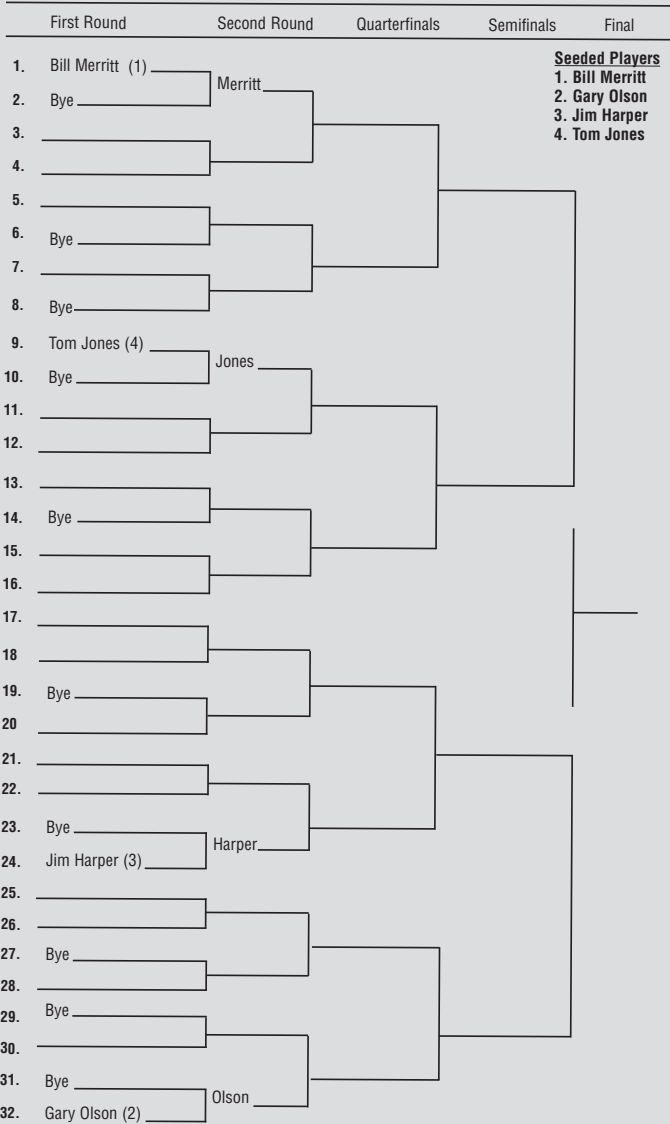 First Round Second Round Quarterfinals Semifinals Final
Seeded Players
1. Bill Merritt
2. Gary Olson
3. Jim Harper
4. Tom Jones
1. Bill Merritt (1)
Merritt
2. Bye
3.
4.
5.
6. Bye
7.
8. Bye
9. Tom Jones (4)
Jones
10. Bye
11.
12.
13.
14. Bye
15.
16.
17.
18
19. Bye
20
21.
22.
23. Bye
Harper
24. Jim Harper (3)
25.
26.
27. Bye
28.
29. Bye
30.
31. Bye
Olson
32. Gary Olson (2)